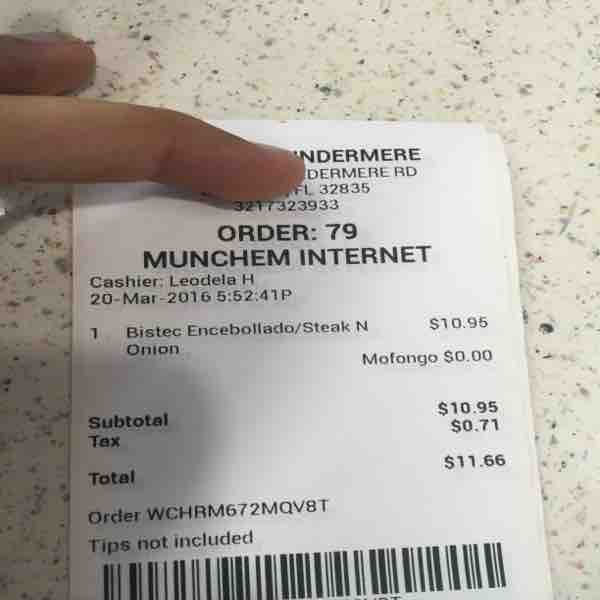 NDERMERE
DERMERE RD
FL 32835
3217323933
ORDER: 79
MUNCHEM INTERNET
Cashier: Leodela H
20-Mar-2016 5:52:41P
1 Bistec Encebollado/Steak N $10.95
Onion
Mofongo $0.00
Subtotal $10.95
Tax $0.71
Total $11.66
Order WCHRM672MQV8T
Tips not included